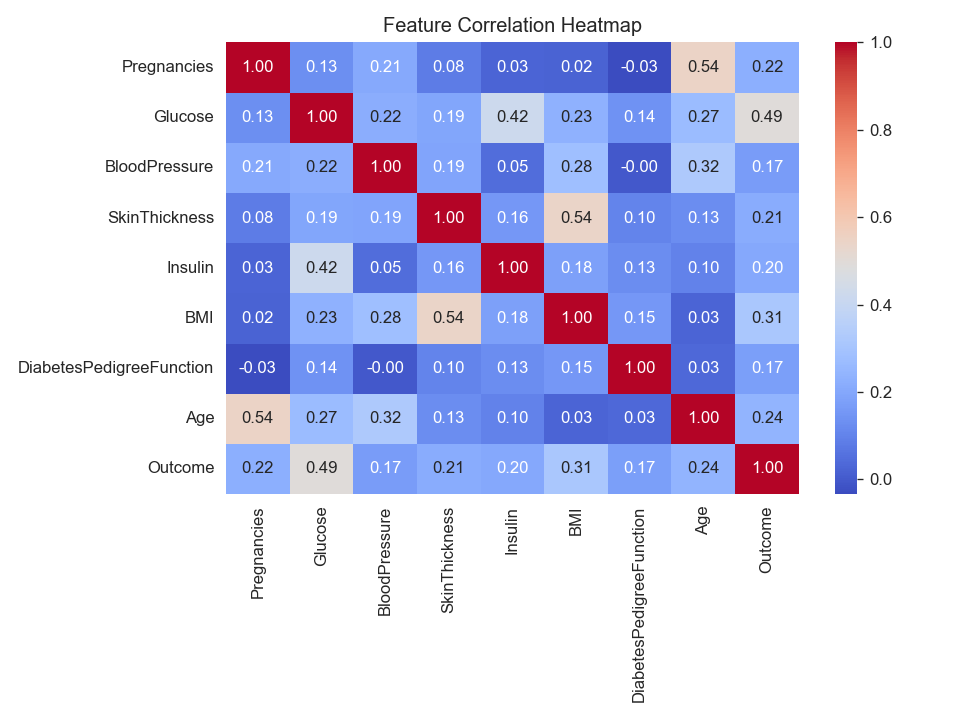 Feature Correlation Heatmap
Pregnancies 1.00 0.13 0.21 0.08 0.03 0.02 -0.03 0.54 0.22
Glucose 0.13 1.00 0.22 0.19 0.42 0.23 0.14 0.27 0.49
BloodPressure 0.21 0.22 1.00 0.19 0.05 0.28 -0.00 0.32 0.17
SkinThickness 0.08 0.19 0.19 1.00 0.16 0.54 0.10 0.13 0.21
Insulin 0.03 0.42 0.05 0.16 1.00 0.18 0.13 0.10 0.20
BMI 0.02 0.23 0.28 0.54 0.18 1.00 0.15 0.03 0.31
DiabetesPedigreeFunction -0.03 0.14 -0.00 0.10 0.13 0.15 1.00 0.03 0.17
Age 0.54 0.27 0.32 0.13 0.10 0.03 0.03 1.00 0.24
Outcome 0.22 0.49 0.17 0.21 0.20 0.31 0.17 0.24 1.00
Pregnancies
Glucose
BloodPressure
SkinThickness
Insulin
BMI
DiabetesPedigreeFunction
Age
Outcome
1.0
0.8
0.6
0.4
0.2
0.0